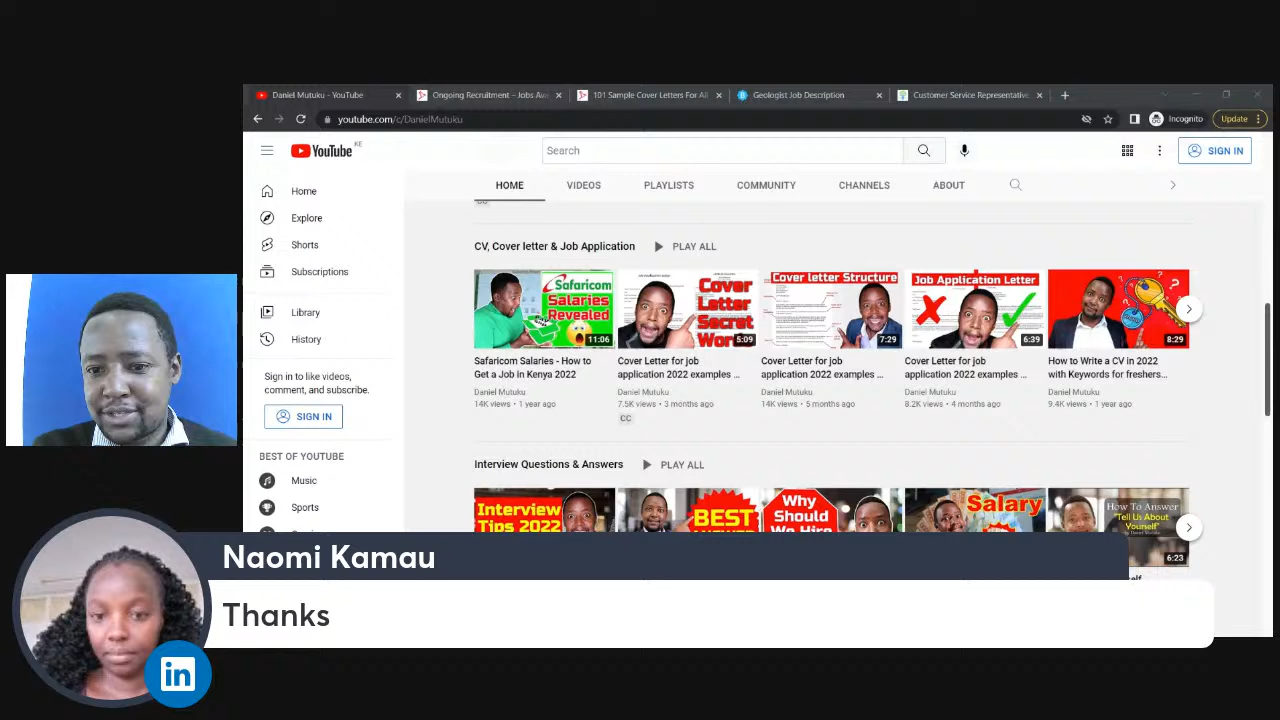 Daniel Mutuku - YouTube
Ongoing Recruitment – Jobs Av
101 Sample Cover Letters For All
Geologist Job Description
Customer Service Representative
youtube.com/c/DanielMutuku
Incognito
Update
YouTube KE
Search
SIGN IN
HOME VIDEOS PLAYLISTS COMMUNITY CHANNELS ABOUT
Home
Explore
Shorts
Subscriptions
Library
History
Sign in to like videos,
comment, and subscribe.
SIGN IN
BEST OF YOUTUBE
Music
Sports
CV, Cover letter & Job Application PLAY ALL
Safaricom
Salaries
Revealed
11:06
Safaricom Salaries - How to
Get a Job in Kenya 2022
Daniel Mutuku
14K views • 1 year ago
Cover
Letter
Secret
5:09
Cover Letter for job
application 2022 examples ...
Daniel Mutuku
7.5K views • 3 months ago
CC
Cover letter Structure
7:29
Cover Letter for job
application 2022 examples ...
Daniel Mutuku
14K views • 5 months ago
Job Application Letter
6:39
Cover Letter for job
application 2022 examples ...
Daniel Mutuku
8.2K views • 4 months ago
8:29
How to Write a CV in 2022
with Keywords for freshers...
Daniel Mutuku
9.4K views • 1 year ago
Interview Questions & Answers PLAY ALL
Interview
Tips 2022
BEST
Why
Should
We Hire
Salary
How To Answer
"Tell Us About
Yourself"
6:23
Naomi Kamau
Thanks
in